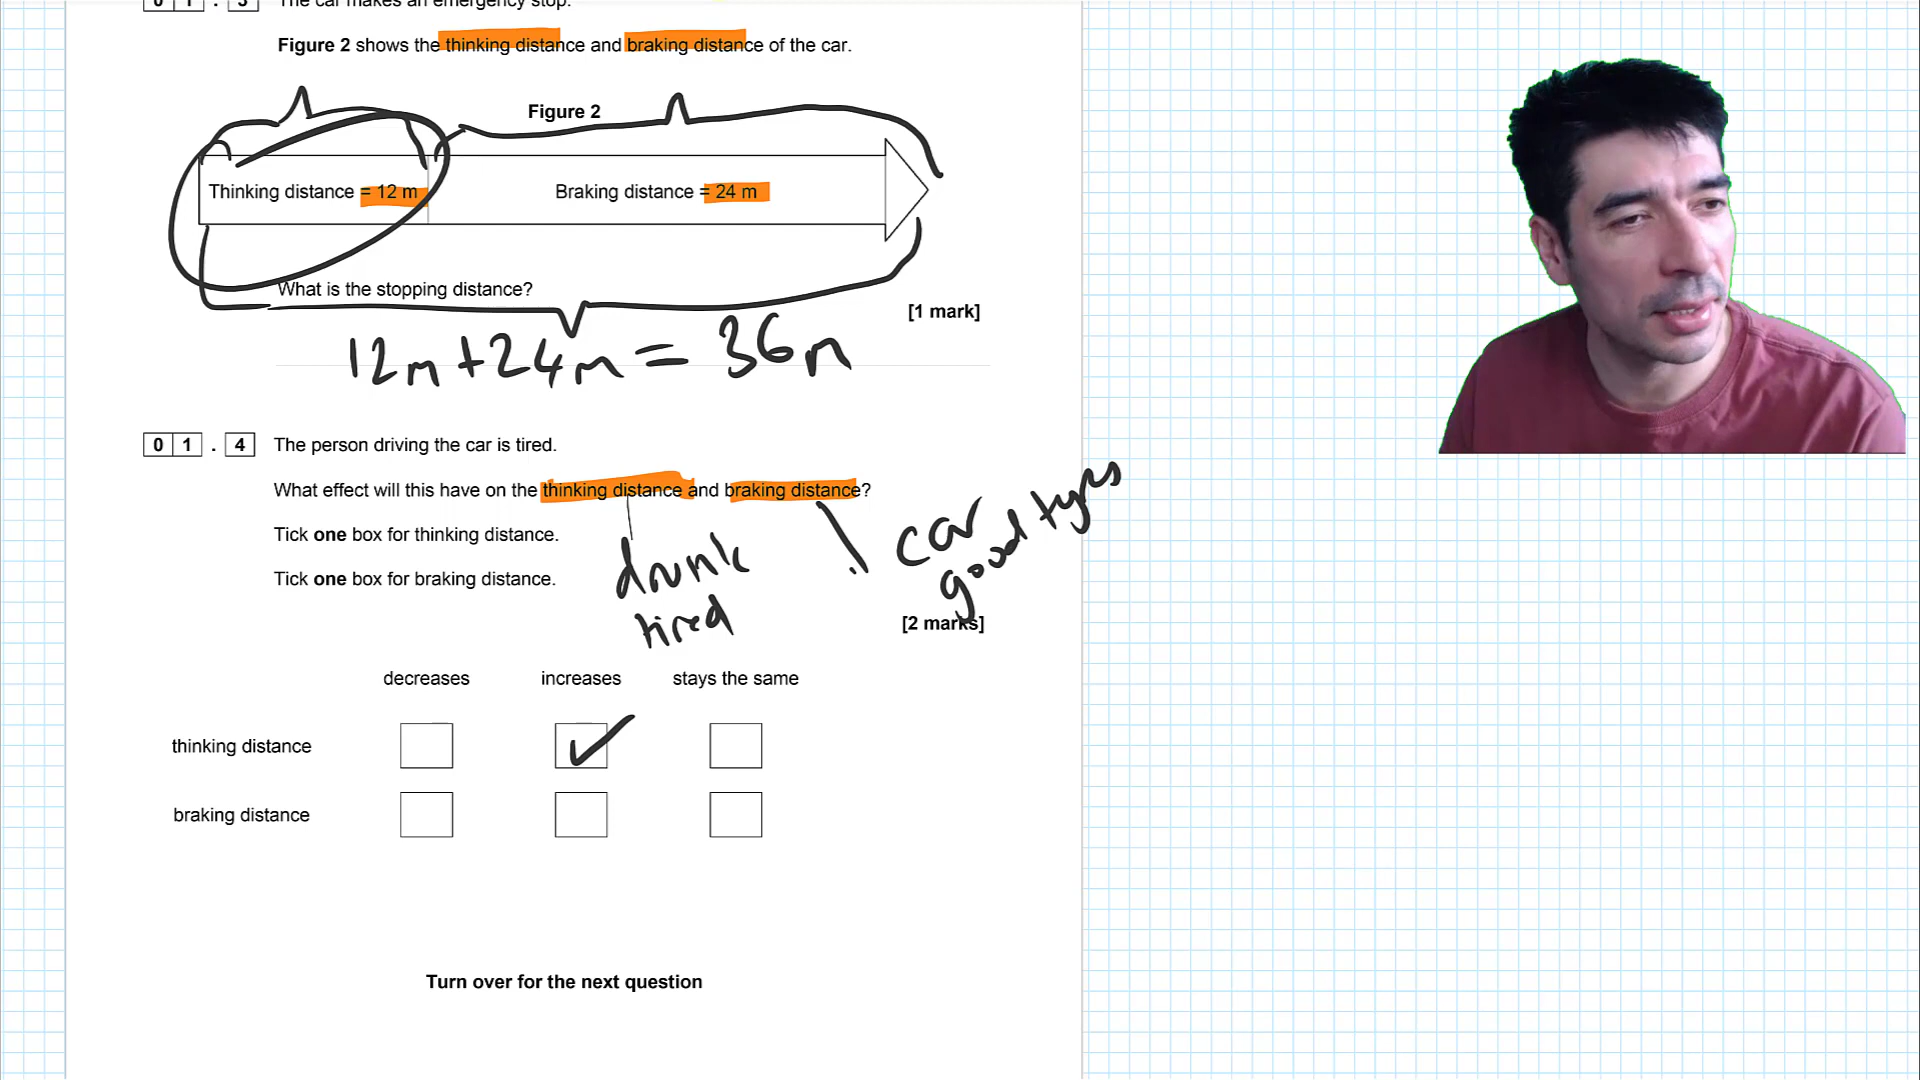 01.3 The car makes an emergency stop.
Figure 2 shows the thinking distance and braking distance of the car.
Figure 2
Thinking distance = 12 m
Braking distance = 24 m
What is the stopping distance?
[1 mark]
12m+24m = 36m
01.4 The person driving the car is tired.
What effect will this have on the thinking distance and braking distance?
Tick one box for thinking distance.
Tick one box for braking distance.
drunk
tired
car
good tyres
[2 marks]
decreases increases stays the same
thinking distance
braking distance
Turn over for the next question